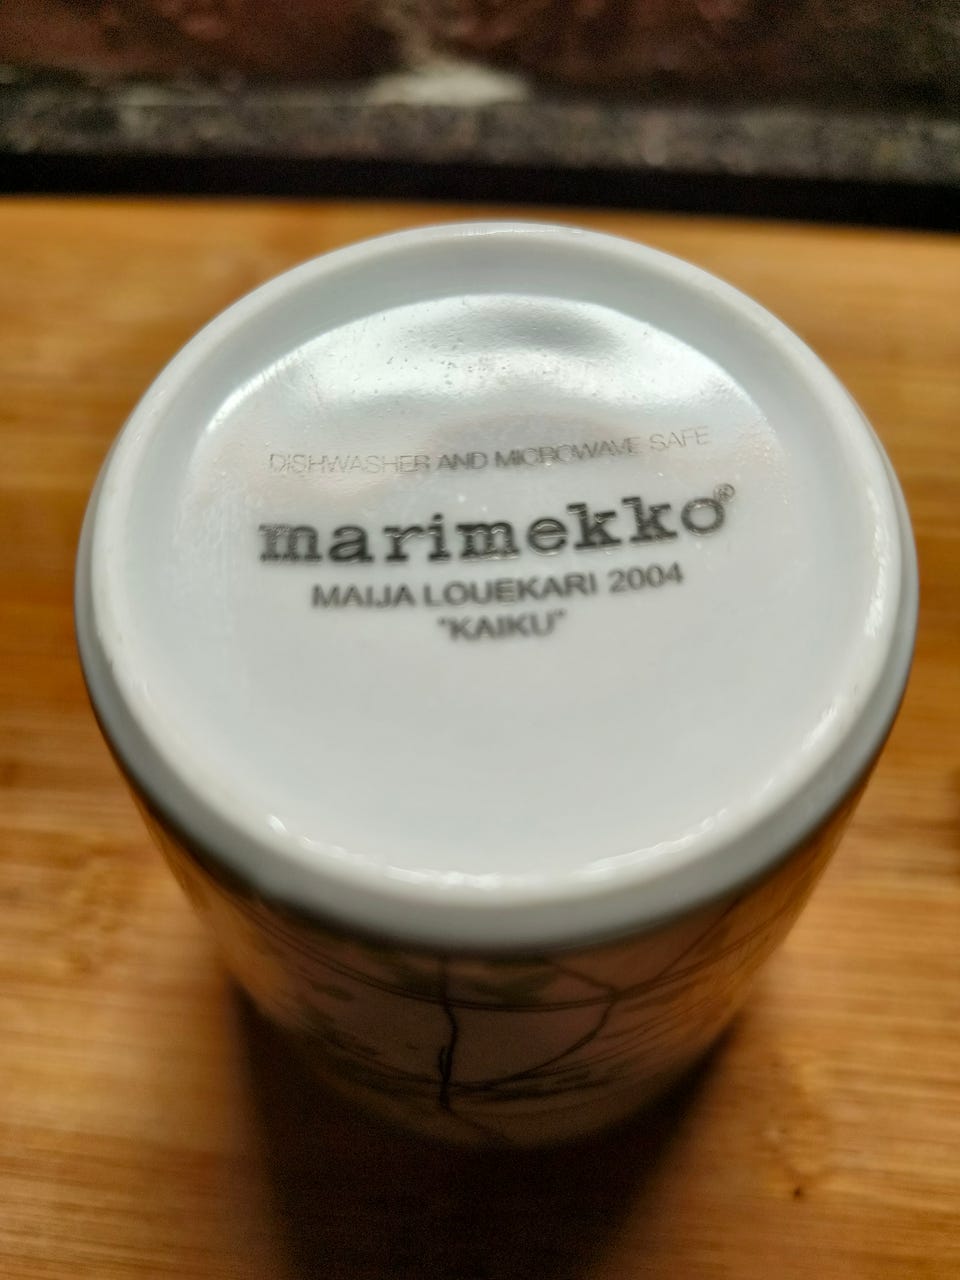 DISHWASHER AND MICROWAVE SAFE
marimekko®
MAIJA LOUEKARI 2004
"KAIKU"